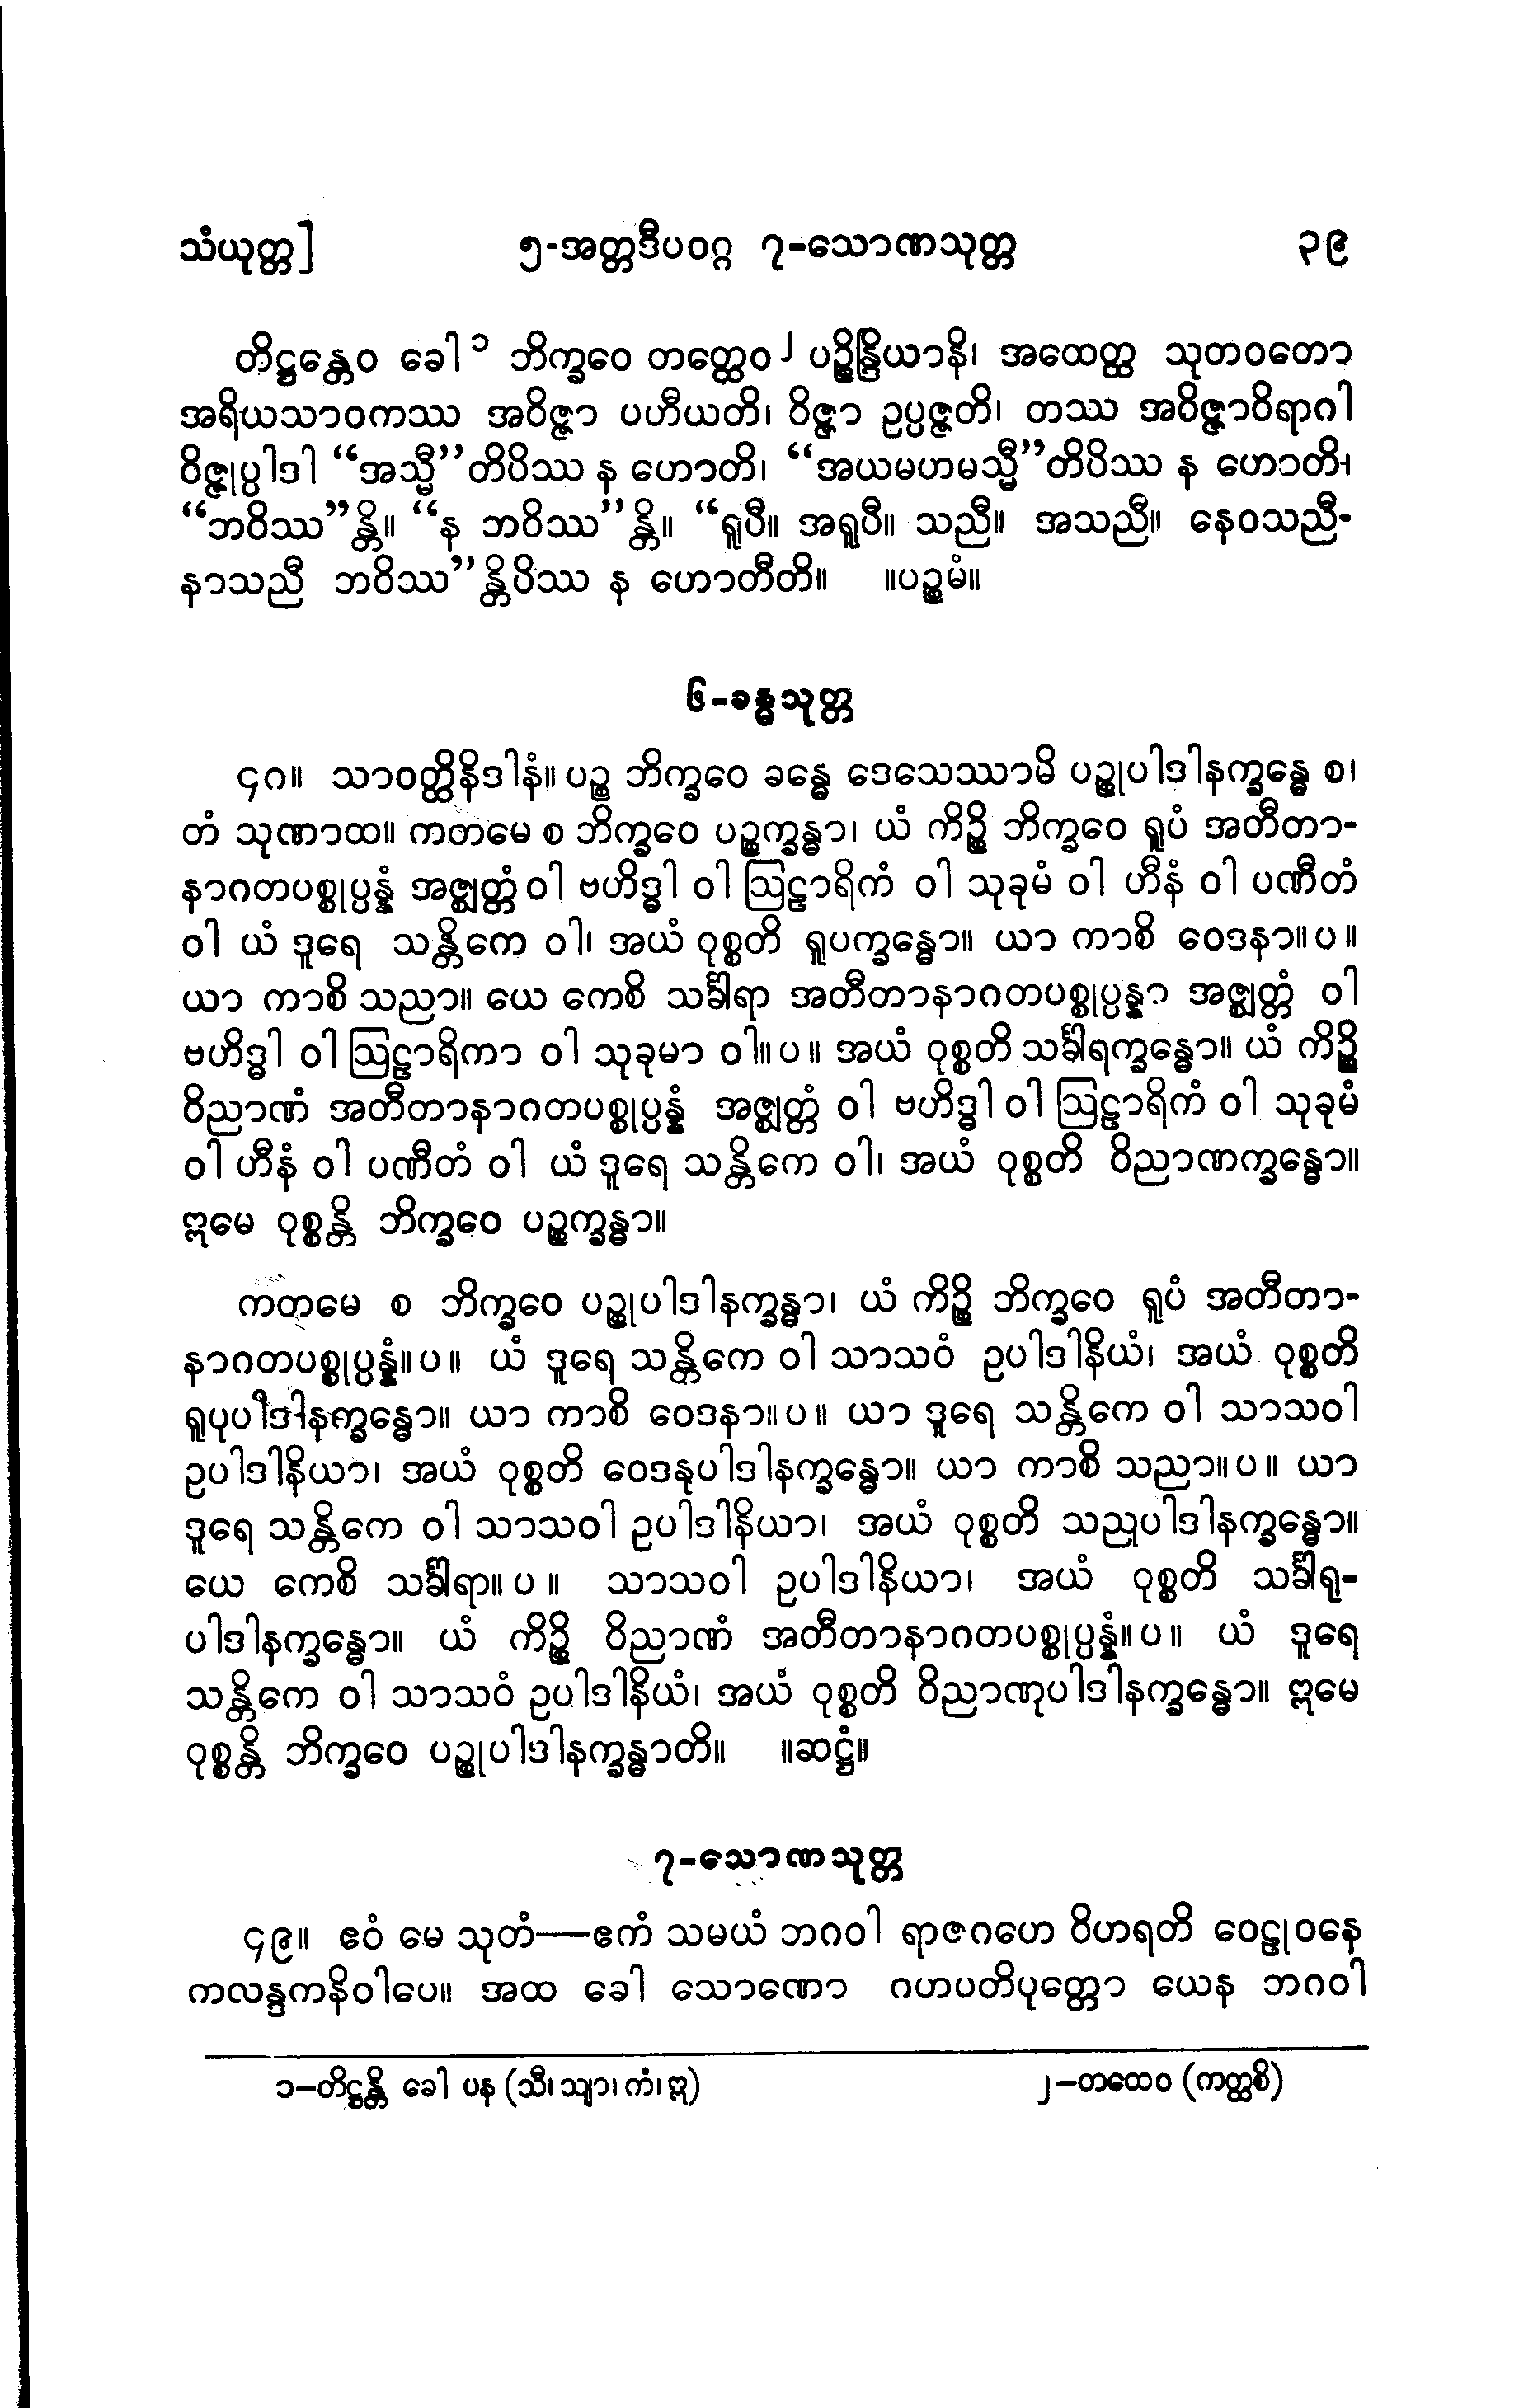 သံယုတ္တ] ၅-အတ္တဒီပဝဂ္ဂ ၇-သောဏသုတ္တ ၃၉
တိဋ္ဌန္တေဝ ခေါ ၁ ဘိက္ခဝေ တတ္ထေဝ ၂ ပဉ္စိန္ဒြိယာနိ၊ အထေတ္ထ သုတဝတော
အရိယသာဝကဿ အဝိဇ္ဇာ ပဟီယတိ၊ ဝိဇ္ဇာ ဥပ္ပဇ္ဇတိ၊ တဿ အဝိဇ္ဇာဝိရာဂါ
ဝိဇ္ဇုပ္ပါဒါ “အသ္မီ”တိပိဿ န ဟောတိ၊ “အယမဟမသ္မီ”တိပိဿ န ဟောတိ၊
“ဘဝိဿ”န္တိ။ “န ဘဝိဿ”န္တိ။ “ရူပီ။ အရူပီ။ သညီ။ အသညီ။ နေဝသညီ-
နာသညီ ဘဝိဿ”န္တိပိဿ န ဟောတီတိ။ ။ပဉ္စမံ။
၆-ခန္ဓသုတ္တ
၄၈။ သာဝတ္ထိနိဒါနံ။ ပဉ္စ ဘိက္ခဝေ ခန္ဓေ ဒေသေဿာမိ ပဉ္စုပါဒါနက္ခန္ဓေ စ၊
တံ သုဏာထ။ ကတမေ စ ဘိက္ခဝေ ပဉ္စက္ခန္ဓာ၊ ယံ ကိဉ္စိ ဘိက္ခဝေ ရူပံ အတီတာ-
နာဂတပစ္စုပ္ပန္နံ အဇ္ဈတ္တံ ဝါ ဗဟိဒ္ဓါ ဝါ ဩဠာရိကံ ဝါ သုခုမံ ဝါ ဟီနံ ဝါ ပဏီတံ
ဝါ ယံ ဒူရေ သန္တိကေ ဝါ၊ အယံ ဝုစ္စတိ ရူပက္ခန္ဓော။ ယာ ကာစိ ဝေဒနာ။ပ။
ယာ ကာစိ သညာ။ ယေ ကေစိ သင်္ခါရာ အတီတာနာဂတပစ္စုပ္ပန္နာ အဇ္ဈတ္တံ ဝါ
ဗဟိဒ္ဓါ ဝါ ဩဠာရိကာ ဝါ သုခုမာ ဝါ။ပ။ အယံ ဝုစ္စတိ သင်္ခါရက္ခန္ဓော။ ယံ ကိဉ္စိ
ဝိညာဏံ အတီတာနာဂတပစ္စုပ္ပန္နံ အဇ္ဈတ္တံ ဝါ ဗဟိဒ္ဓါ ဝါ ဩဠာရိကံ ဝါ သုခုမံ
ဝါ ဟီနံ ဝါ ပဏီတံ ဝါ ယံ ဒူရေ သန္တိကေ ဝါ၊ အယံ ဝုစ္စတိ ဝိညာဏက္ခန္ဓော။
ဣမေ ဝုစ္စန္တိ ဘိက္ခဝေ ပဉ္စက္ခန္ဓာ။
ကတမေ စ ဘိက္ခဝေ ပဉ္စုပါဒါနက္ခန္ဓာ၊ ယံ ကိဉ္စိ ဘိက္ခဝေ ရူပံ အတီတာ-
နာဂတပစ္စုပ္ပန္နံ။ပ။ ယံ ဒူရေ သန္တိကေ ဝါ သာသဝံ ဥပါဒါနိယံ၊ အယံ ဝုစ္စတိ
ရူပုပါဒါနက္ခန္ဓော။ ယာ ကာစိ ဝေဒနာ။ပ။ ယာ ဒူရေ သန္တိကေ ဝါ သာသဝါ
ဥပါဒါနိယာ၊ အယံ ဝုစ္စတိ ဝေဒနုပါဒါနက္ခန္ဓော။ ယာ ကာစိ သညာ။ပ။ ယာ
ဒူရေ သန္တိကေ ဝါ သာသဝါ ဥပါဒါနိယာ၊ အယံ ဝုစ္စတိ သညုပါဒါနက္ခန္ဓော။
ယေ ကေစိ သင်္ခါရာ။ပ။ သာသဝါ ဥပါဒါနိယာ၊ အယံ ဝုစ္စတိ သင်္ခါရု-
ပါဒါနက္ခန္ဓော။ ယံ ကိဉ္စိ ဝိညာဏံ အတီတာနာဂတပစ္စုပ္ပန္နံ။ပ။ ယံ ဒူရေ
သန္တိကေ ဝါ သာသဝံ ဥပါဒါနိယံ၊ အယံ ဝုစ္စတိ ဝိညာဏုပါဒါနက္ခန္ဓော။ ဣမေ
ဝုစ္စန္တိ ဘိက္ခဝေ ပဉ္စုပါဒါနက္ခန္ဓာတိ။ ။ဆဋ္ဌံ။
၇-သောဏသုတ္တ
၄၉။ ဧဝံ မေ သုတံ—ဧကံ သမယံ ဘဂဝါ ရာဇဂဟေ ဝိဟရတိ ဝေဠုဝနေ
ကလန္ဒကနိဝါပေ။ အထ ခေါ သောဏော ဂဟပတိပုတ္တော ယေန ဘဂဝါ
၁—တိဋ္ဌန္တိ ခေါ ပန (သီ၊ သျာ၊ ကံ၊ ဣ) ၂—တထေဝ (ကတ္ထစိ)